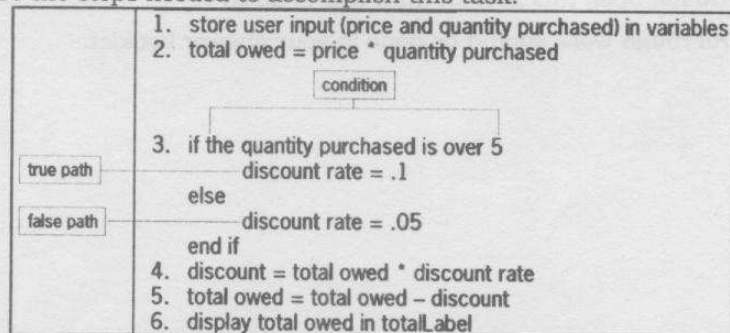 1. store user input (price and quantity purchased) in variables
2. total owed = price * quantity purchased
condition
3. if the quantity purchased is over 5
true path
discount rate = .1
else
false path
discount rate = .05
end if
4. discount = total owed * discount rate
5. total owed = total owed – discount
6. display total owed in totalLabel